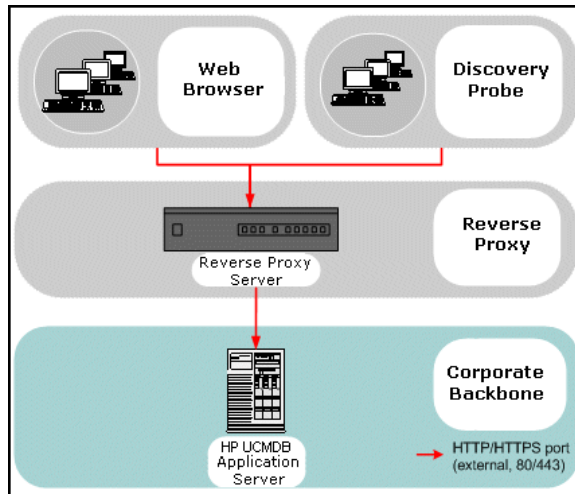 Web
Browser
Discovery
Probe
Reverse
Proxy
Reverse Proxy
Server
Corporate
Backbone
HP UCMDB
Application
Server
HTTP/HTTPS port
(external, 80/443)